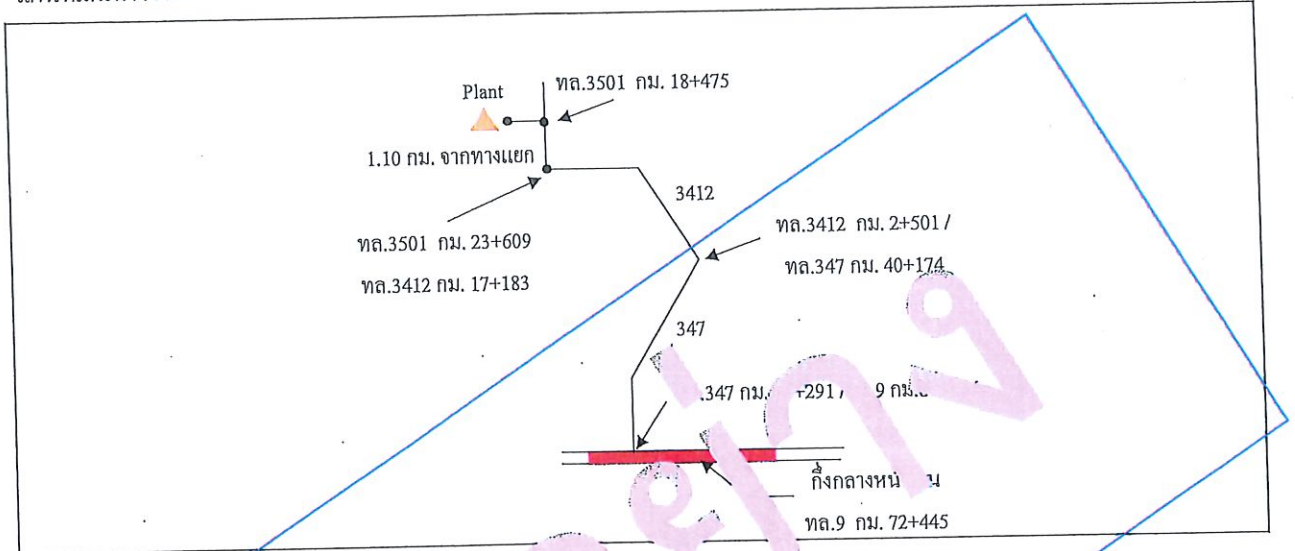 Plant
ทล.3501 กม. 18+475
1.10 กม. จากทางแยก
3412
ทล.3501 กม. 23+609
ทล.3412 กม. 17+183
ทล.3412 กม. 2+501 /
ทล.347 กม. 40+174
347
.347 กม. +291 / 9 กม.
กึ่งกลางหน
ทล.9 กม. 72+445